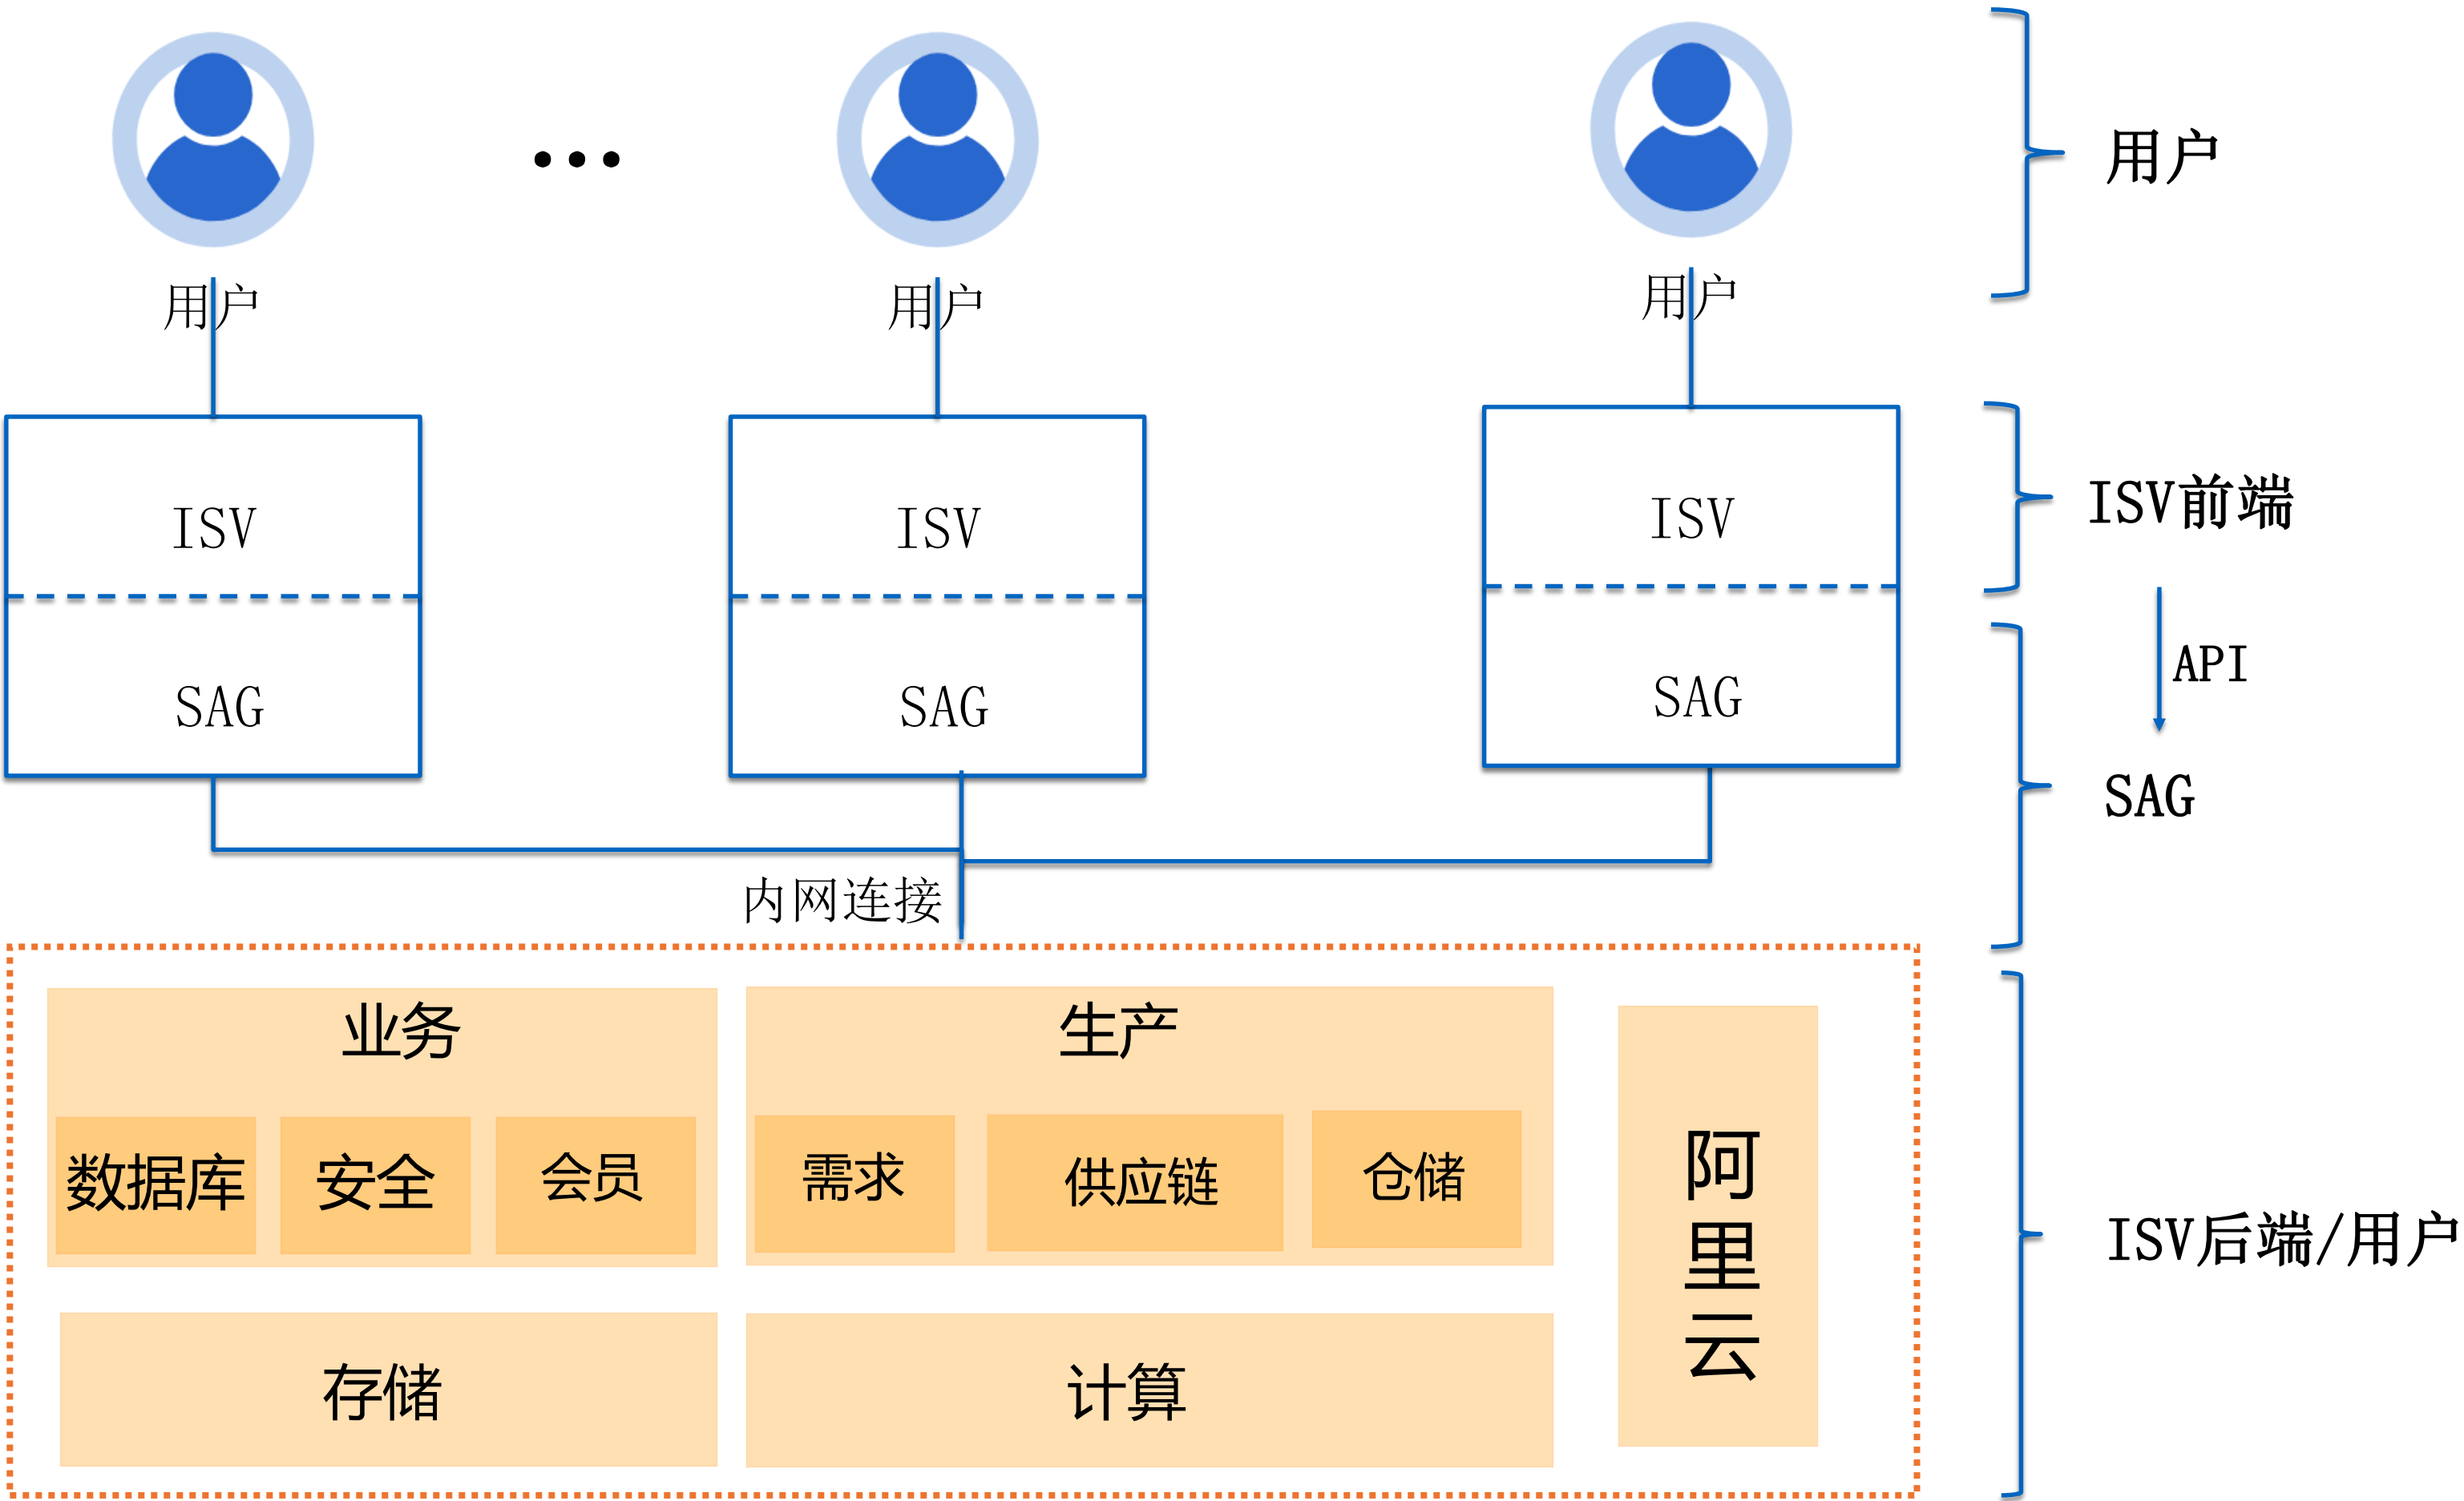 用户
用户
用户
用户
ISV
ISV
ISV
ISV前端
API
SAG
SAG
SAG
SAG
内网连接
业务
生产
数据库
安全
会员
需求
供应链
仓储
阿
里
云
ISV后端/用户
存储
计算